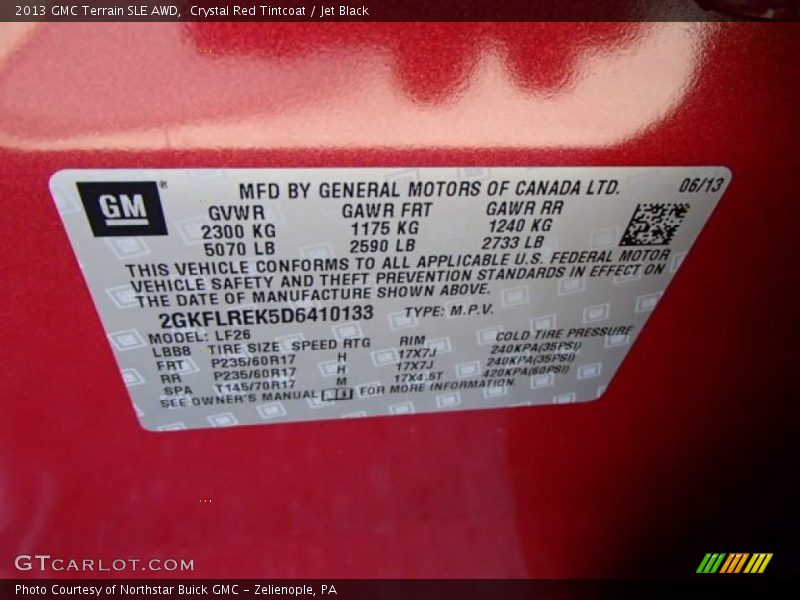 2013 GMC Terrain SLE AWD,  Crystal Red Tintcoat / Jet Black
GM ® MFD BY GENERAL MOTORS OF CANADA LTD. 06/13
GVWR GAWR FRT GAWR RR
2300 KG 1175 KG 1240 KG
5070 LB 2590 LB 2733 LB
THIS VEHICLE CONFORMS TO ALL APPLICABLE U.S. FEDERAL MOTOR
VEHICLE SAFETY AND THEFT PREVENTION STANDARDS IN EFFECT ON
THE DATE OF MANUFACTURE SHOWN ABOVE.
2GKFLREK5D6410133 TYPE: M.P.V.
MODEL: LF26
LBB8 TIRE SIZE SPEED RTG RIM COLD TIRE PRESSURE
FRT P235/60R17 H 17X7J 240KPA(35PSI)
RR P235/60R17 H 17X7J 240KPA(35PSI)
SPA T145/70R17 M 17X4.5T 420KPA(60PSI)
SEE OWNER'S MANUAL FOR MORE INFORMATION.
GTCARLOT.COM
Photo Courtesy of Northstar Buick GMC - Zelienople, PA